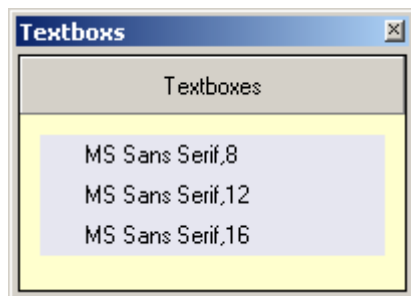 Textboxs
Textboxes
MS Sans Serif,8
MS Sans Serif,12
MS Sans Serif,16